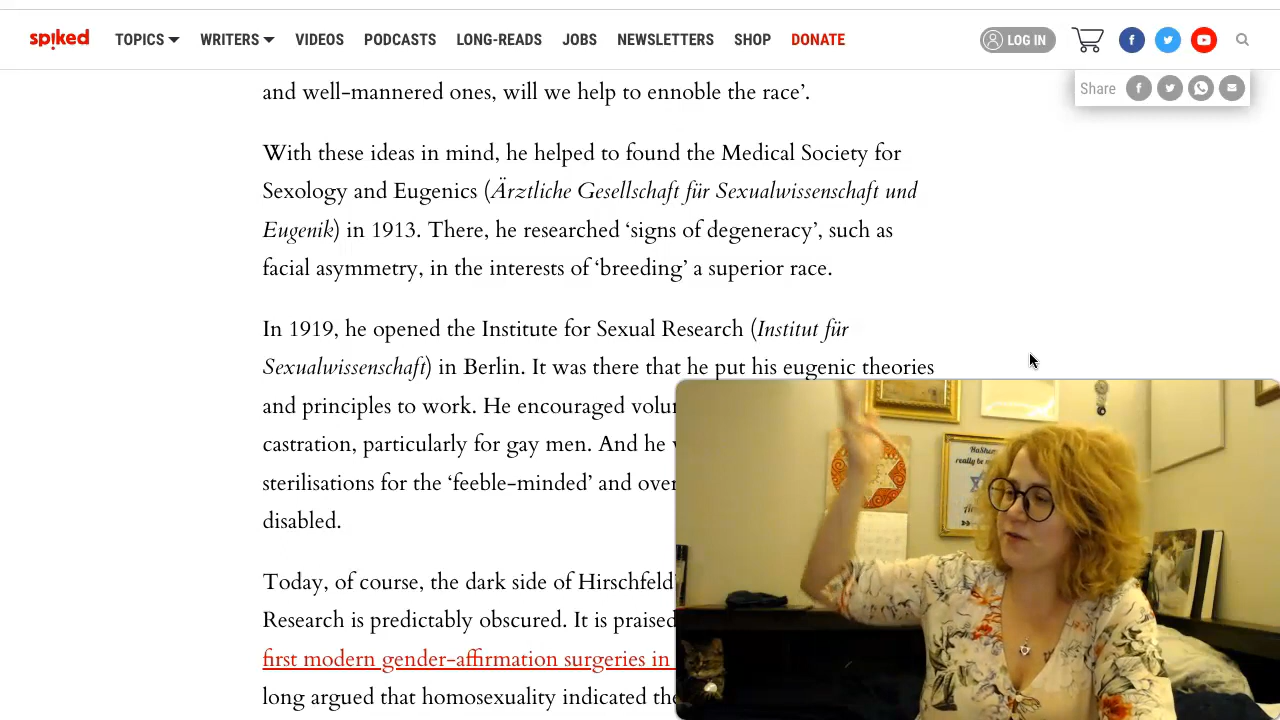 spiked
TOPICS WRITERS VIDEOS PODCASTS LONG-READS JOBS NEWSLETTERS SHOP DONATE LOG IN
Share
and well-mannered ones, will we help to ennoble the race’.
With these ideas in mind, he helped to found the Medical Society for
Sexology and Eugenics (Ärztliche Gesellschaft für Sexualwissenschaft und
Eugenik) in 1913. There, he researched ‘signs of degeneracy’, such as
facial asymmetry, in the interests of ‘breeding’ a superior race.
In 1919, he opened the Institute for Sexual Research (Institut für
Sexualwissenschaft) in Berlin. It was there that he put his eugenic theories
and principles to work. He encouraged
castration, particularly for gay men. And he
sterilisations for the ‘feeble-minded’ and
disabled.
Today, of course, the dark side of Hirschfeld
Research is predictably obscured. It is praised
first modern gender-affirmation surgeries in
long argued that homosexuality indicated
HaShem
really be